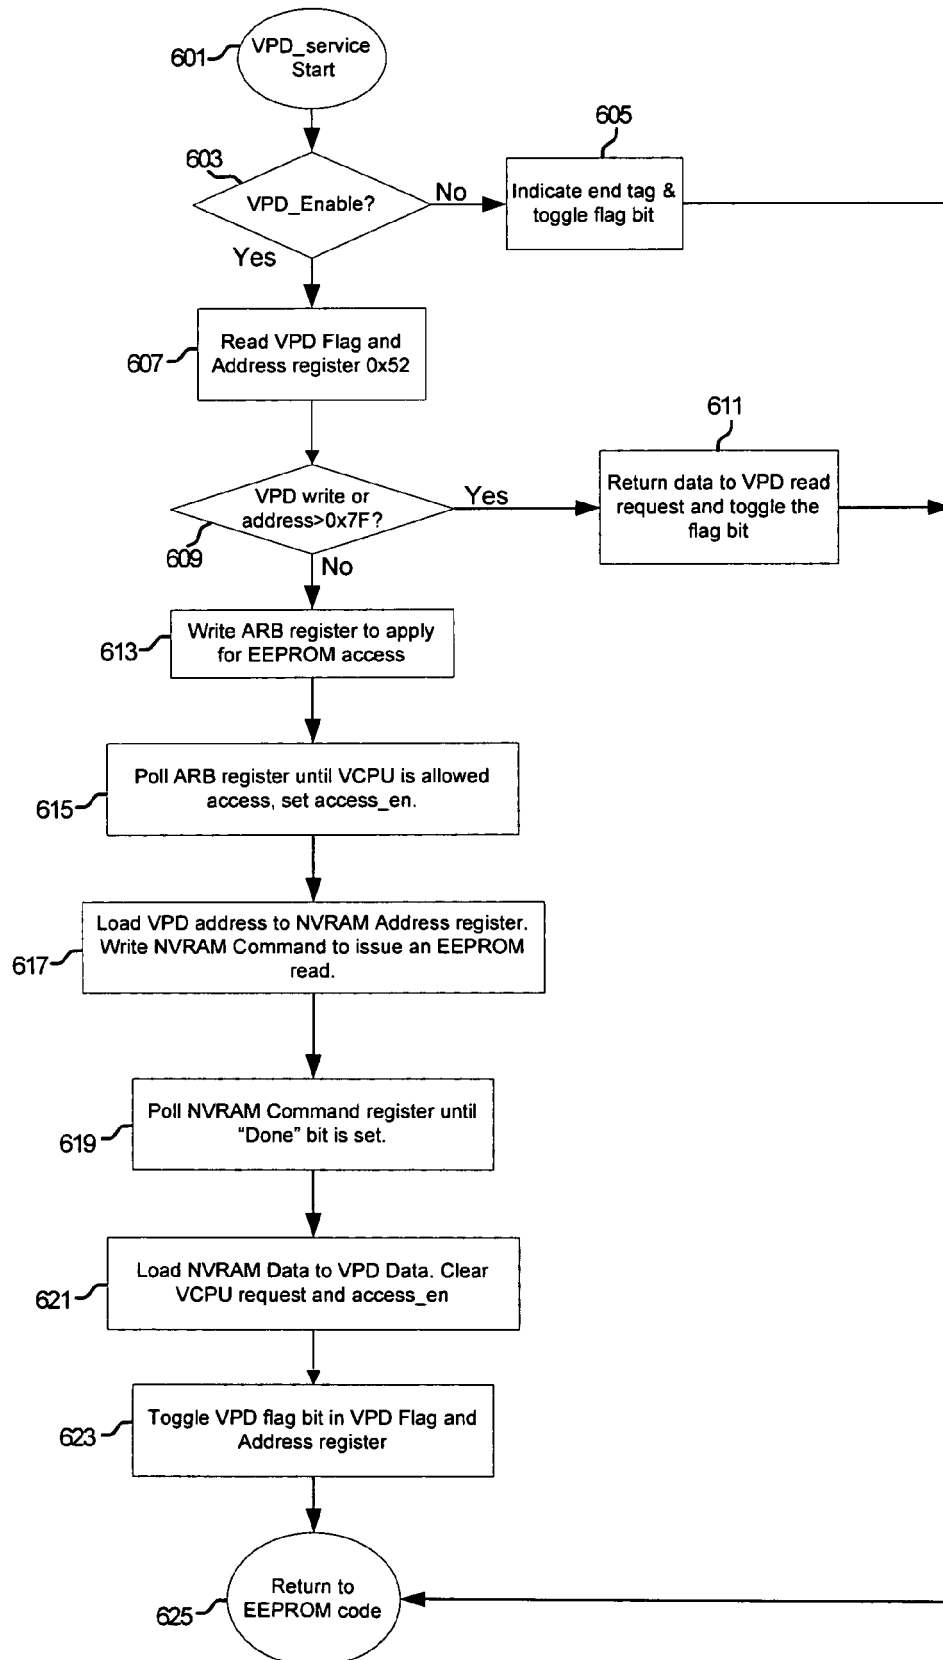 601
VPD_service
Start
605
603
VPD_Enable?
No
Indicate end tag &
toggle flag bit
Yes
607
Read VPD Flag and
Address register 0x52
611
609
VPD write or
address>0x7F?
Yes
Return data to VPD read
request and toggle the
flag bit
No
613
Write ARB register to apply
for EEPROM access
615
Poll ARB register until VCPU is allowed
access, set access_en.
617
Load VPD address to NVRAM Address register.
Write NVRAM Command to issue an EEPROM
read.
619
Poll NVRAM Command register until
"Done" bit is set.
621
Load NVRAM Data to VPD Data. Clear
VCPU request and access_en
623
Toggle VPD flag bit in VPD Flag and
Address register
625
Return to
EEPROM code